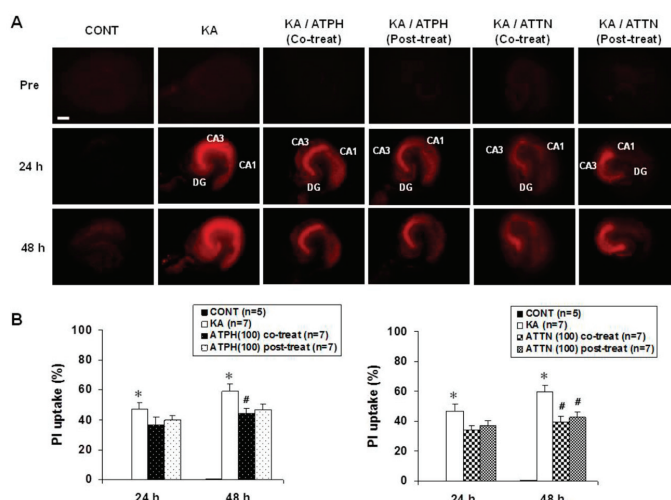 A
CONT
KA
KA / ATPH
(Co-treat)
KA / ATPH
(Post-treat)
KA / ATTN
(Co-treat)
KA / ATTN
(Post-treat)
Pre
24 h
CA3
CA1
DG
CA3
CA1
DG
CA3
CA1
DG
CA3
CA1
DG
CA1
CA3
DG
48 h
B
CONT (n=5)
KA (n=7)
ATPH(100) co-treat (n=7)
ATPH(100) post-treat (n=7)
PI uptake (%)
100
80
60
40
20
0
*
*
#
24 h
48 h
CONT (n=5)
KA (n=7)
ATTN (100) co-treat (n=7)
ATTN (100) post-treat (n=7)
PI uptake (%)
100
80
60
40
20
0
*
*
#
#
24 h
48 h